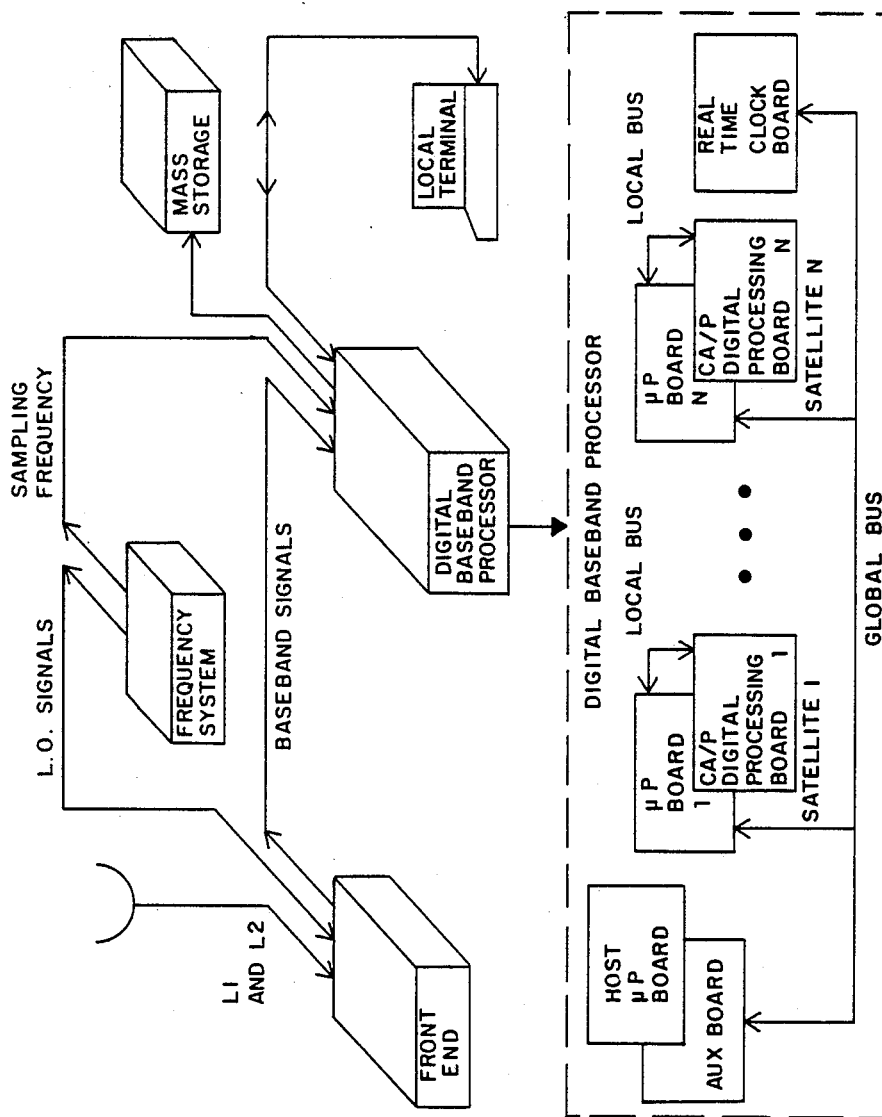 SAMPLING
FREQUENCY
L.O. SIGNALS
MASS
STORAGE
FREQUENCY
SYSTEM
L1
AND L2
BASEBAND SIGNALS
FRONT
END
DIGITAL
BASEBAND
PROCESSOR
LOCAL
TERMINAL
DIGITAL BASEBAND PROCESSOR
HOST
µP
BOARD
AUX BOARD
LOCAL BUS
µP
BOARD
1
CA/P
DIGITAL
PROCESSING
BOARD 1
SATELLITE 1
LOCAL BUS
µP
BOARD
N
CA/P
DIGITAL
PROCESSING
BOARD N
SATELLITE N
REAL
TIME
CLOCK
BOARD
GLOBAL BUS